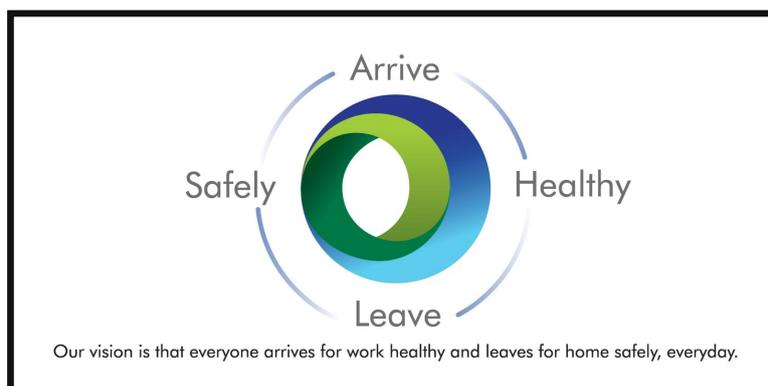 Arrive
Safely
Healthy
Leave
Our vision is that everyone arrives for work healthy and leaves for home safely, everyday.